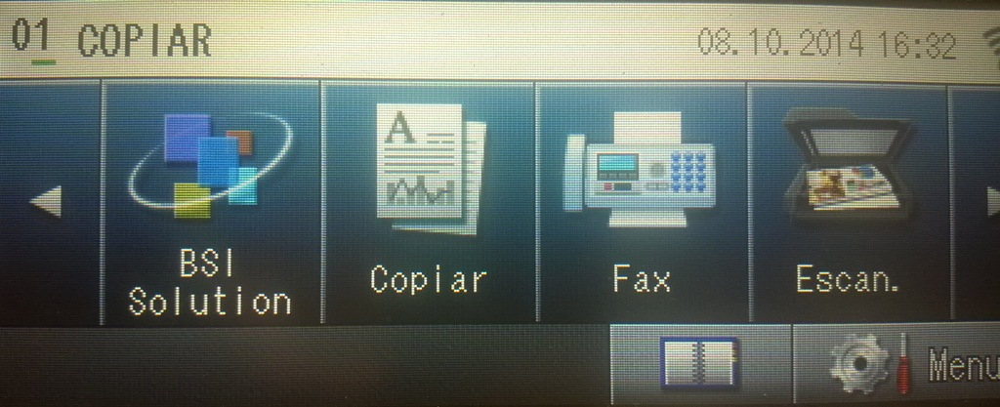 01 COPIAR 08.10.2014 16:32
BSI
Solution
Copiar
Fax
Escan.
A
Menu